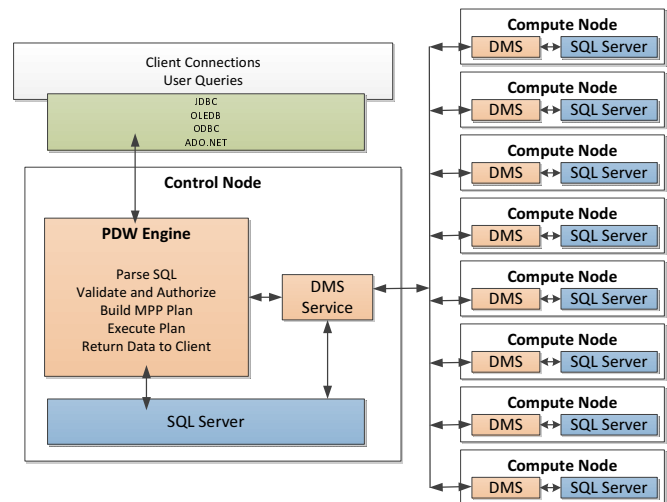 Client Connections
User Queries
JDBC
OLEDB
ODBC
ADO.NET
Control Node
PDW Engine
Parse SQL
Validate and Authorize
Build MPP Plan
Execute Plan
Return Data to Client
DMS
Service
SQL Server
Compute Node
DMS SQL Server
Compute Node
DMS SQL Server
Compute Node
DMS SQL Server
Compute Node
DMS SQL Server
Compute Node
DMS SQL Server
Compute Node
DMS SQL Server
Compute Node
DMS SQL Server
Compute Node
DMS SQL Server